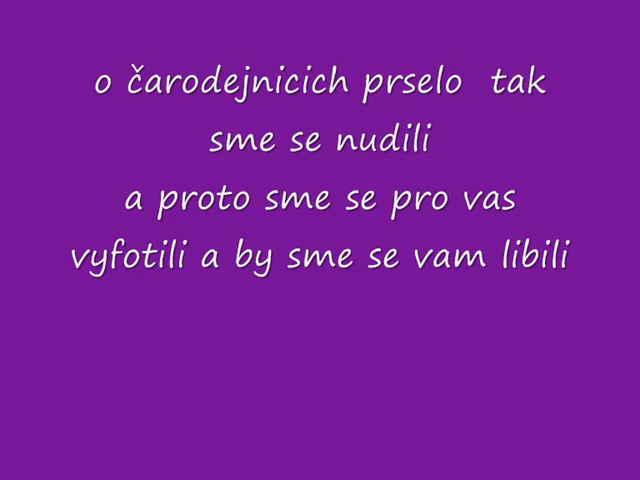 o čarodejnicich prselo tak
sme se nudili
a proto sme se pro vas
vyfotili a by sme se vam libili